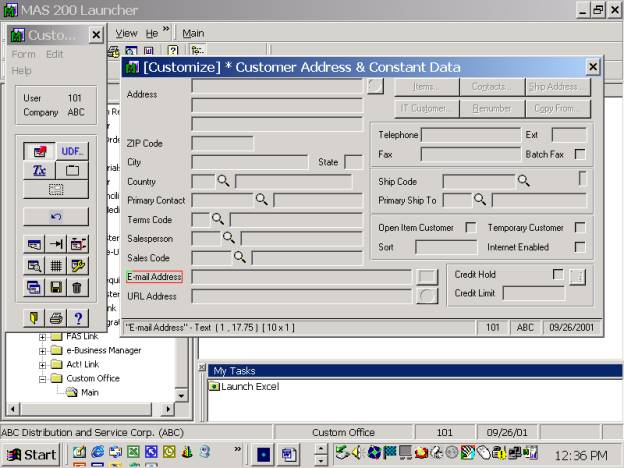 MAS 200 Launcher
Custo...
View He » Main
Form Edit
Help
User 101
Company ABC
UDF..
Tx
[Customize] * Customer Address & Constant Data
Address
Items... Contacts... Ship Address...
IT Customer... Renumber Copy From...
Telephone Ext
ZIP Code
Fax Batch Fax
City State
Country
Ship Code
Primary Contact
Primary Ship To
Terms Code
Open Item Customer Temporary Customer
Salesperson
Sort Internet Enabled
Sales Code
E-mail Address
Credit Hold
URL Address
Credit Limit
"E-mail Address" - Text ( 1 , 17.75 ) [ 10 x 1 ] 101 ABC 09/26/2001
FAS Link
e-Business Manager
Act! Link
Custom Office
Main
My Tasks
Launch Excel
ABC Distribution and Service Corp. (ABC) Custom Office 101 09/26/01
Start » 12:36 PM